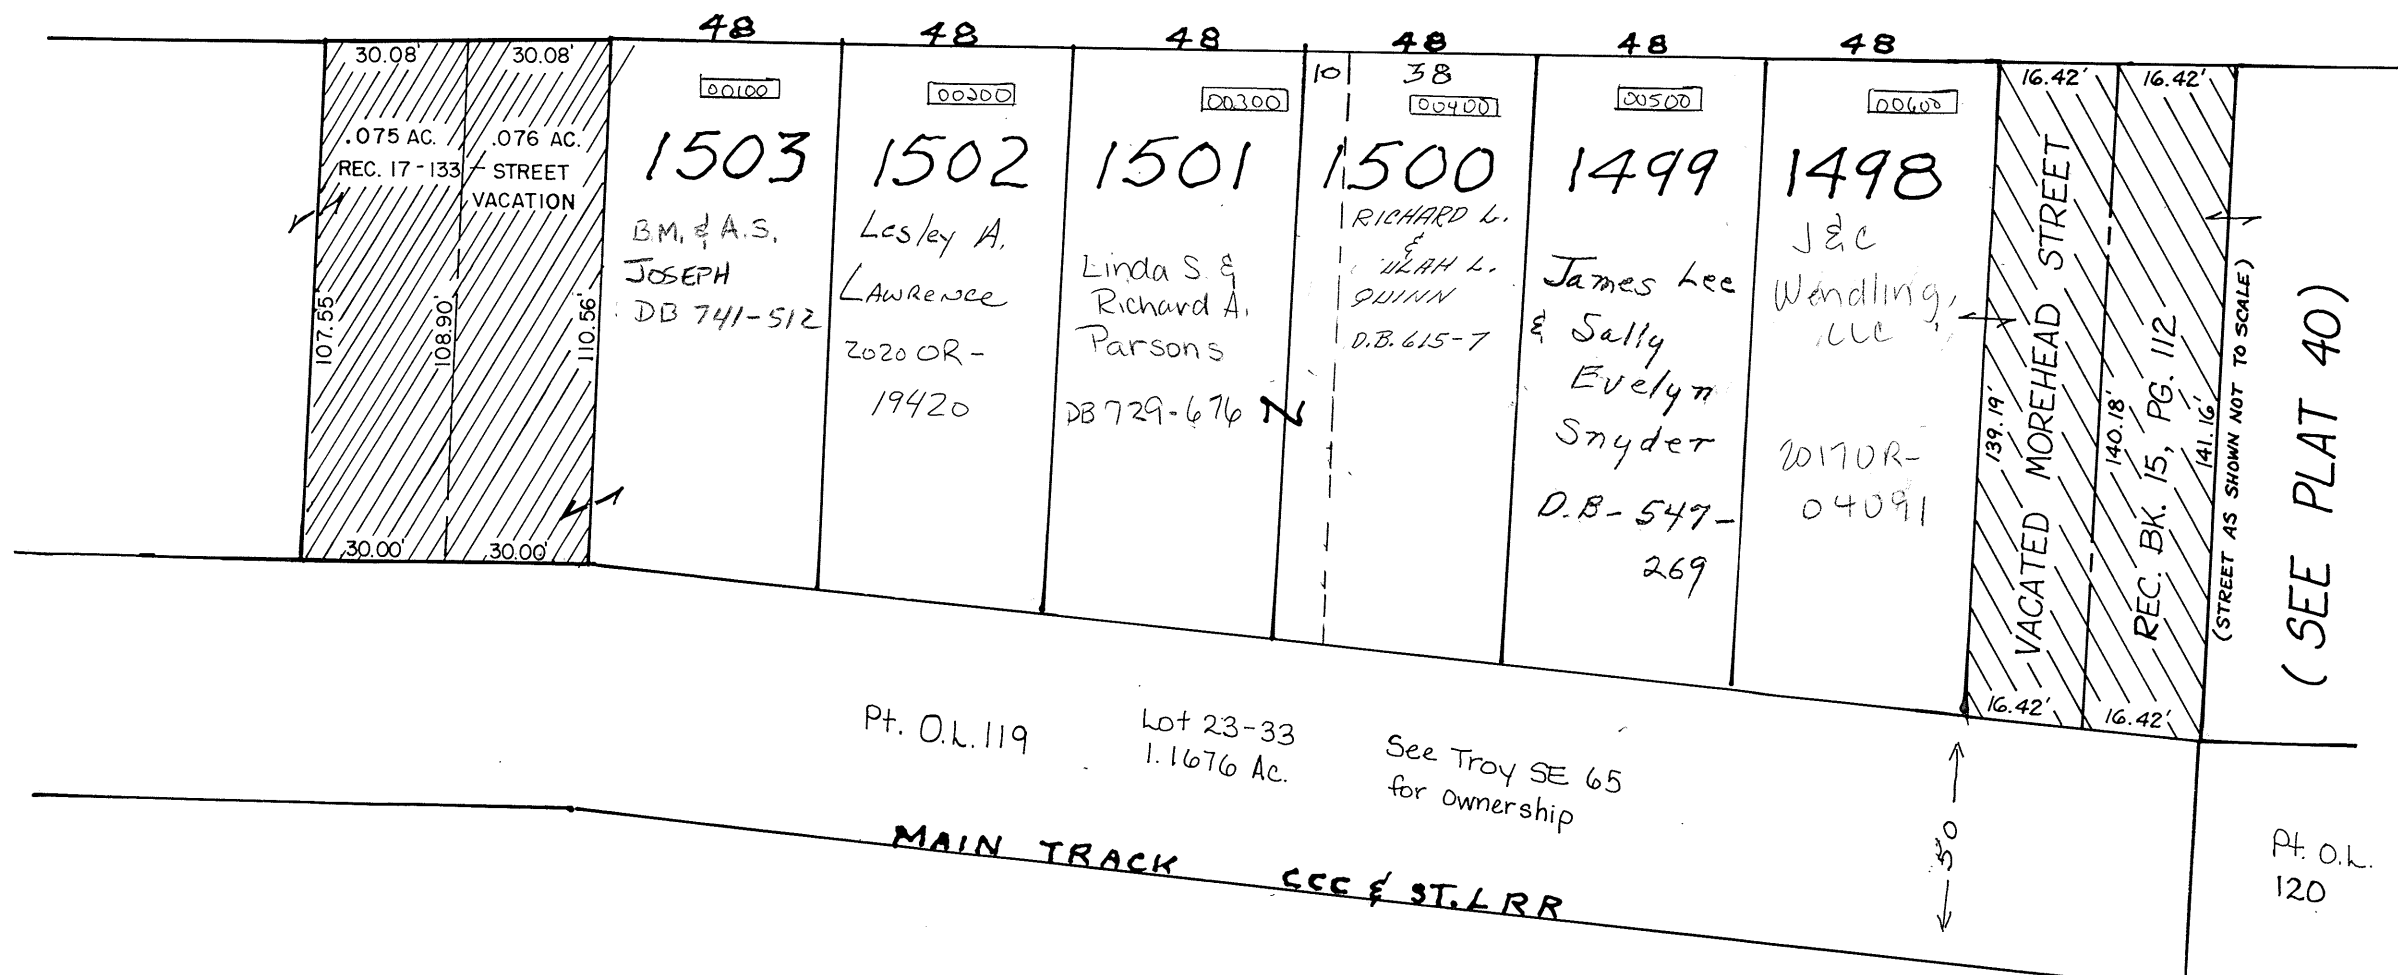 48 48 48 48 48 48
30.08' 30.08'
.075 AC. .076 AC.
REC. 17-133 - STREET
VACATION
107.55'
108.90'
110.56'
30.00' 30.00'
00100
1503
B.M. & A.S.
JOSEPH
DB 741-512
00200
1502
Lesley A.
LAWRENCE
2020 OR-
19420
00300
1501
Linda S. &
Richard A.
Parsons
DB 729-676
Z
10 38
00400
1500
RICHARD L.
&
L.
QUINN
D.B. 615-7
00500
1499
James Lee
& Sally
Evelyn
Snyder
D.B-547-
269
00600
1498
J & C
Wendling,
LLC
2017OR-
04091
16.42' 16.42'
139.19'
VACATED MOREHEAD STREET
140.18'
REC. BK. 15, PG. 112
141.16'
(STREET AS SHOWN NOT TO SCALE)
(SEE PLAT 40)
16.42' 16.42'
Pt. O.L. 119
Lot 23-33
1.1676 Ac.
See Troy SE 65
for ownership
50
MAIN TRACK CCC & ST. L RR
Pt. O.L.
120